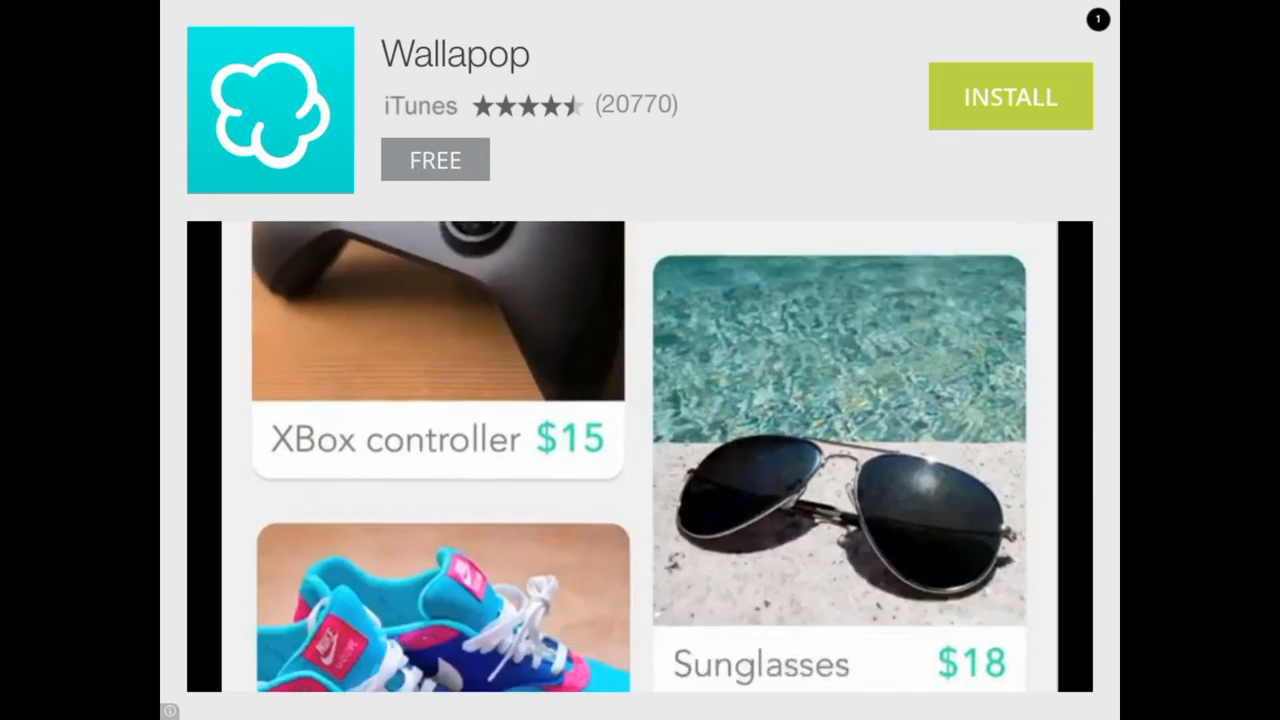 1
Wallapop
iTunes (20770)
INSTALL
FREE
XBox controller $15
Sunglasses $18